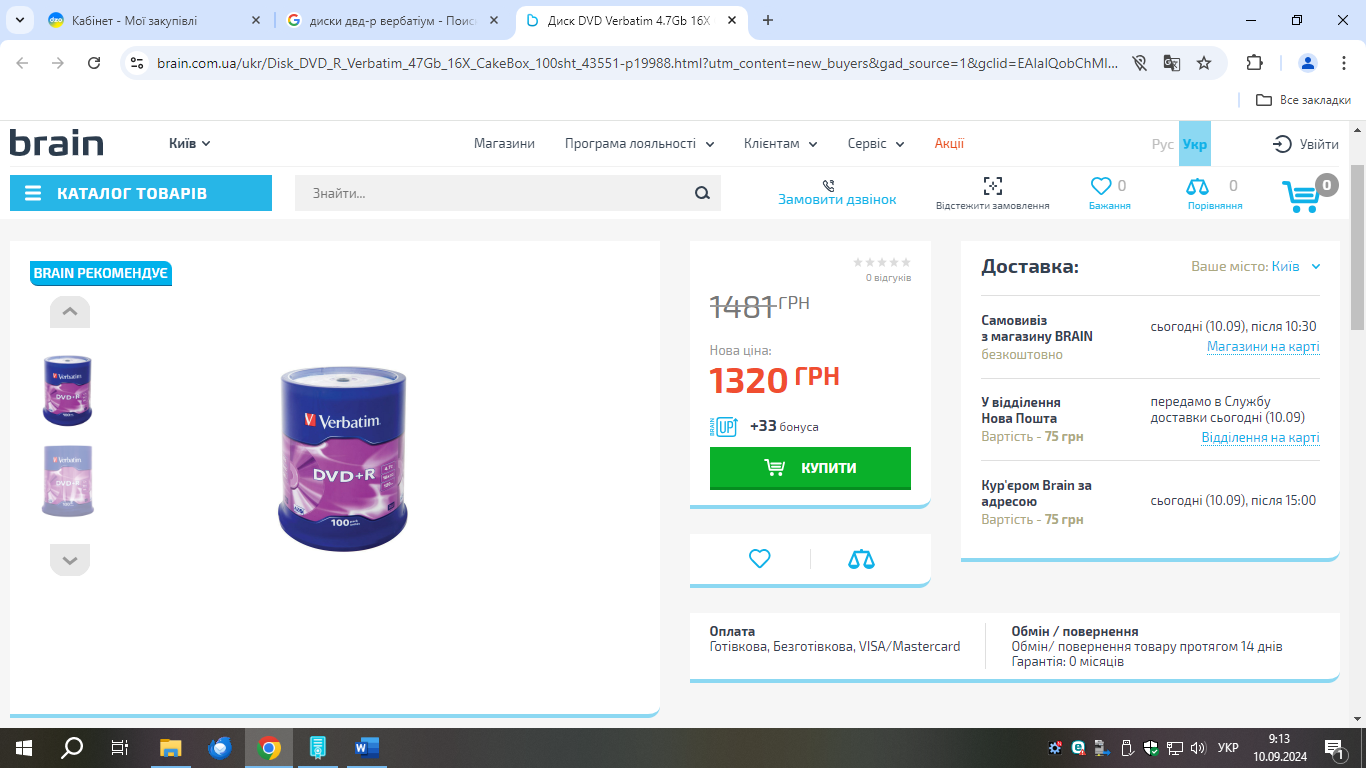 Кабінет - Мої закупівлі
диски двд-р вербатіум - Поис
Диск DVD Verbatim 4.7Gb 16X
brain.com.ua/ukr/Disk_DVD_R_Verbatim_47Gb_16X_CakeBox_100sht_43551-p19988.html?utm_content=new_buyers&gad_source=1&gclid=EAIaIQobChMI...
Все закладки
brain
Київ
Магазини
Програма лояльності
Клієнтам
Сервіс
Акції
Рус
Укр
Увійти
КАТАЛОГ ТОВАРІВ
Знайти...
Замовити дзвінок
Відстежити замовлення
0
Бажання
0
Порівняння
0
BRAIN РЕКОМЕНДУЄ
Verbatim
DVD+R
Verbatim
DVD+R
Verbatim
DVD+R
100
0 відгуків
1481 ГРН
Нова ціна:
1320 ГРН
BRAIN UP
+33 бонуса
КУПИТИ
Доставка:
Ваше місто: Київ
Самовивіз
з магазину BRAIN
безкоштовно
сьогодні (10.09), після 10:30
Магазини на карті
У відділення
Нова Пошта
Вартість - 75 грн
передамо в Службу
доставки сьогодні (10.09)
Відділення на карті
Кур'єром Brain за
адресою
Вартість - 75 грн
сьогодні (10.09), після 15:00
Оплата
Готівкова, Безготівкова, VISA/Mastercard
Обмін / повернення
Обмін/ повернення товару протягом 14 днів
Гарантія: 0 місяців
УКР
9:13
10.09.2024
1